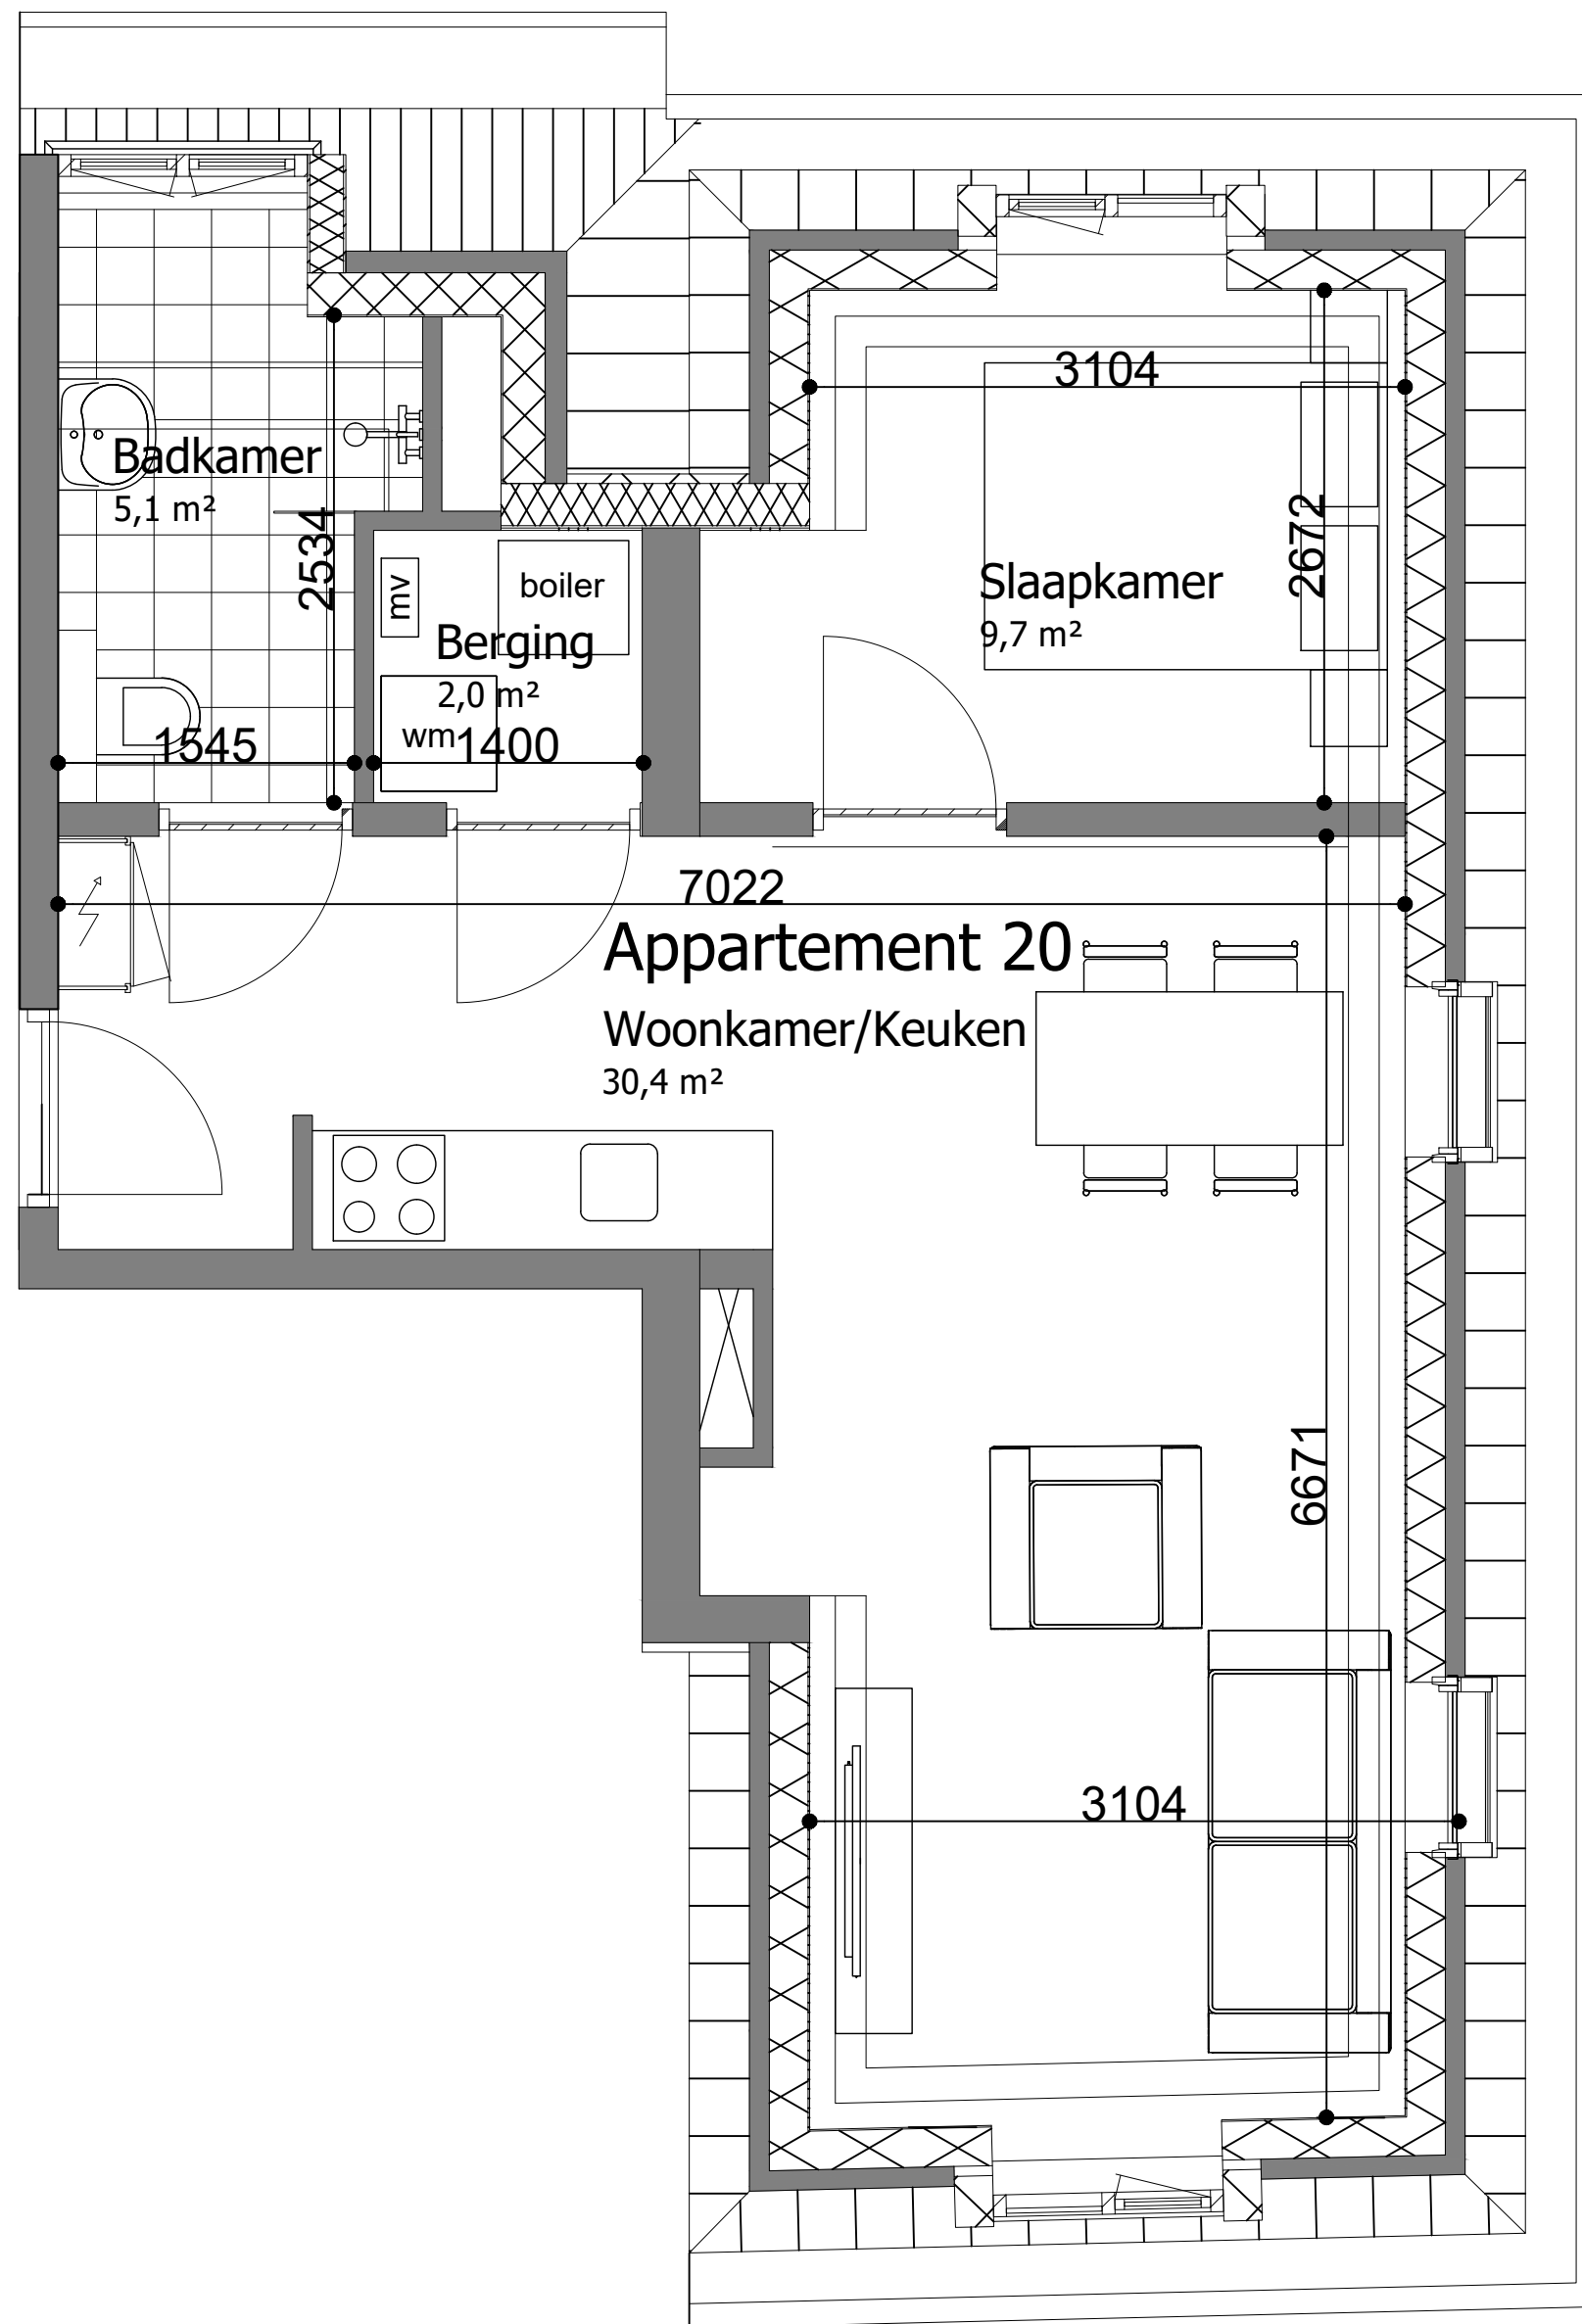 3104
Badkamer
5,1 m²
2534
2672
mv
boiler
Slaapkamer
9,7 m²
Berging
2,0 m²
wm
1545
1400
7022
Appartement 20
Woonkamer/Keuken
30,4 m²
6671
3104